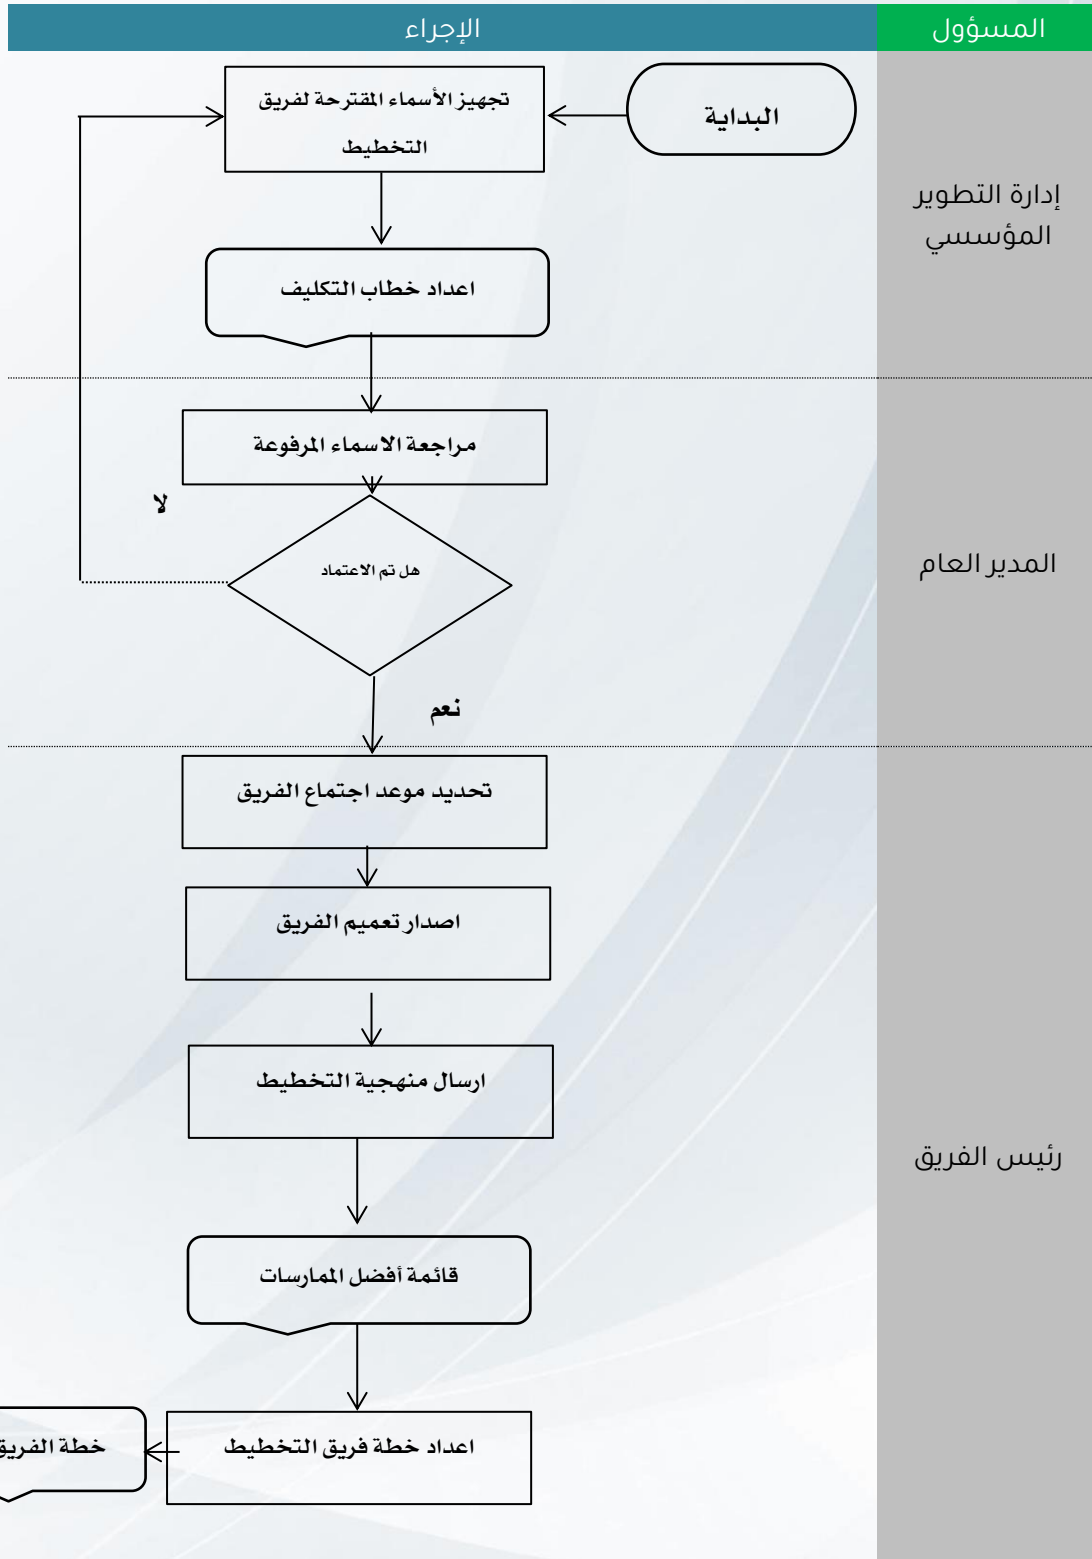 المسؤول
الإجراء
البداية
تجهيز الأسماء المقترحة لفريق
التخطيط
إدارة التطوير
المؤسسي
اعداد خطاب التكليف
مراجعة الاسماء المرفوعة
لا
هل تم الاعتماد
المدير العام
نعم
تحديد موعد اجتماع الفريق
اصدار تعميم الفريق
ارسال منهجية التخطيط
رئيس الفريق
قائمة أفضل الممارسات
اعداد خطة فريق التخطيط
خطة الفريق